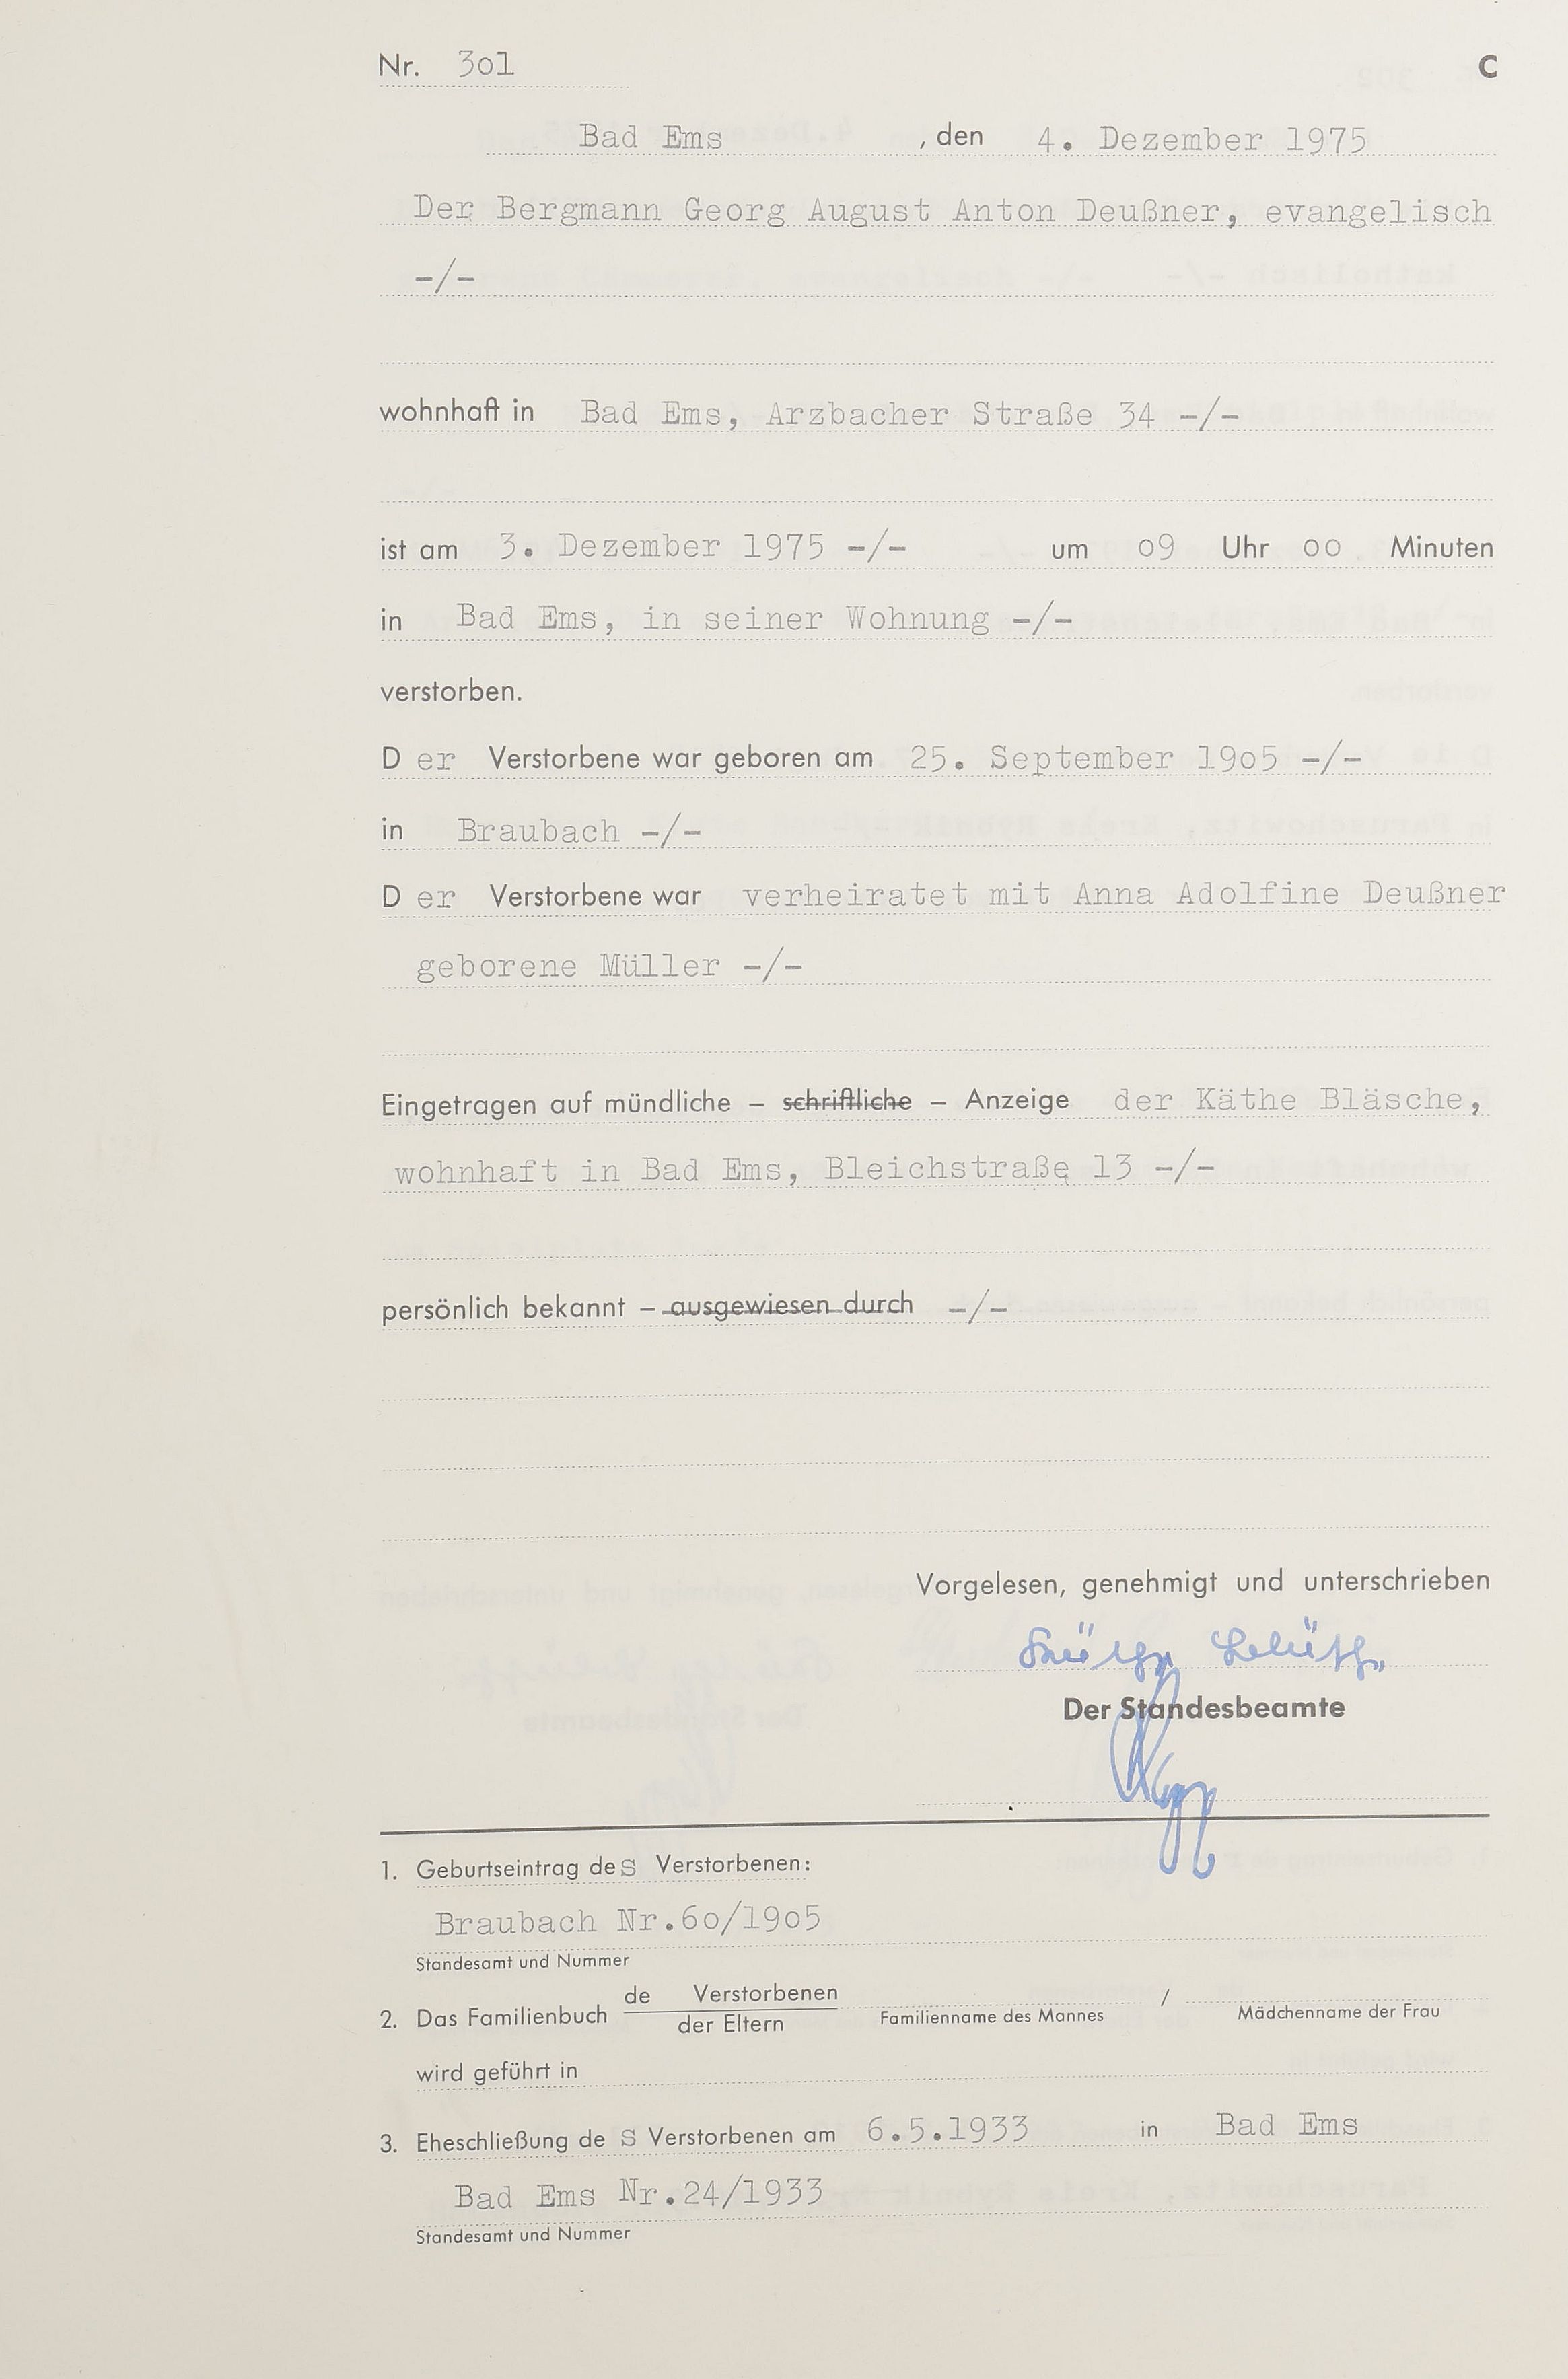 Nr. 3o1 C
Bad Ems , den 4. Dezember 1975
Der Bergmann Georg August Anton Deußner, evangelisch
-/-
wohnhaft in Bad Ems, Arzbacher Straße 34 -/-
ist am 3. Dezember 1975 -/- um o9 Uhr oo Minuten
in Bad Ems, in seiner Wohnung -/-
verstorben.
D er Verstorbene war geboren am 25. September 19o5 -/-
in Braubach -/-
D er Verstorbene war verheiratet mit Anna Adolfine Deußner
geborene Müller -/-
Eingetragen auf mündliche – schriftliche – Anzeige der Käthe Bläsche,
wohnhaft in Bad Ems, Bleichstraße 13 -/-
persönlich bekannt – ausgewiesen durch -/-
Vorgelesen, genehmigt und unterschrieben
Der Standesbeamte
1. Geburtseintrag des Verstorbenen:
Braubach Nr.6o/19o5
Standesamt und Nummer
2. Das Familienbuch de Verstorbenen / der Eltern /
Familienname des Mannes Mädchenname der Frau
wird geführt in
3. Eheschließung de s Verstorbenen am 6.5.1933 in Bad Ems
Bad Ems Nr.24/1933
Standesamt und Nummer